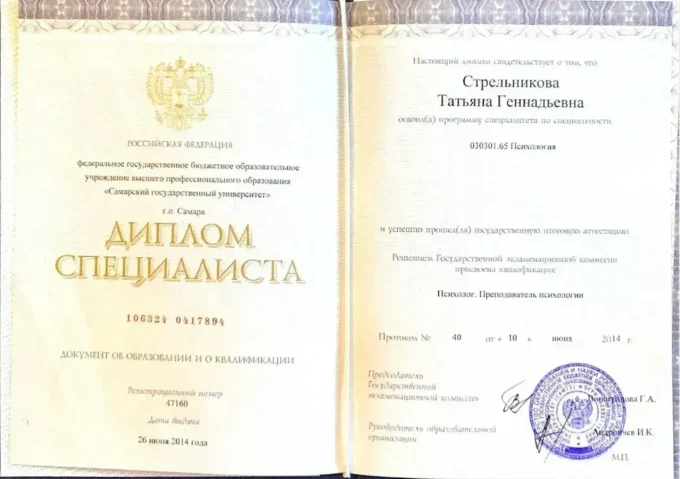 РОССИЙСКАЯ ФЕДЕРАЦИЯ
федеральное государственное бюджетное образовательное
учреждение высшего профессионального образования
«Самарский государственный университет»
г.о. Самара
ДИПЛОМ
СПЕЦИАЛИСТА
106324 0417894
ДОКУМЕНТ ОБ ОБРАЗОВАНИИ И О КВАЛИФИКАЦИИ
Регистрационный номер
47160
Дата выдачи
26 июня 2014 года
Настоящий диплом свидетельствует о том, что
Стрельникова
Татьяна Геннадьевна
освоил(а) программу специалитета по специальности
030301.65 Психология
и успешно прошел(ла) государственную итоговую аттестацию
Решением Государственной экзаменационной комиссии
присвоена квалификация
Психолог. Преподаватель психологии
Протокол № 40 от « 10 » июня 2014 г.
Председатель
Государственной
экзаменационной комиссии
Виноградова Г.А.
Руководитель образовательной
организации
Андрончев И.К.
М.П.